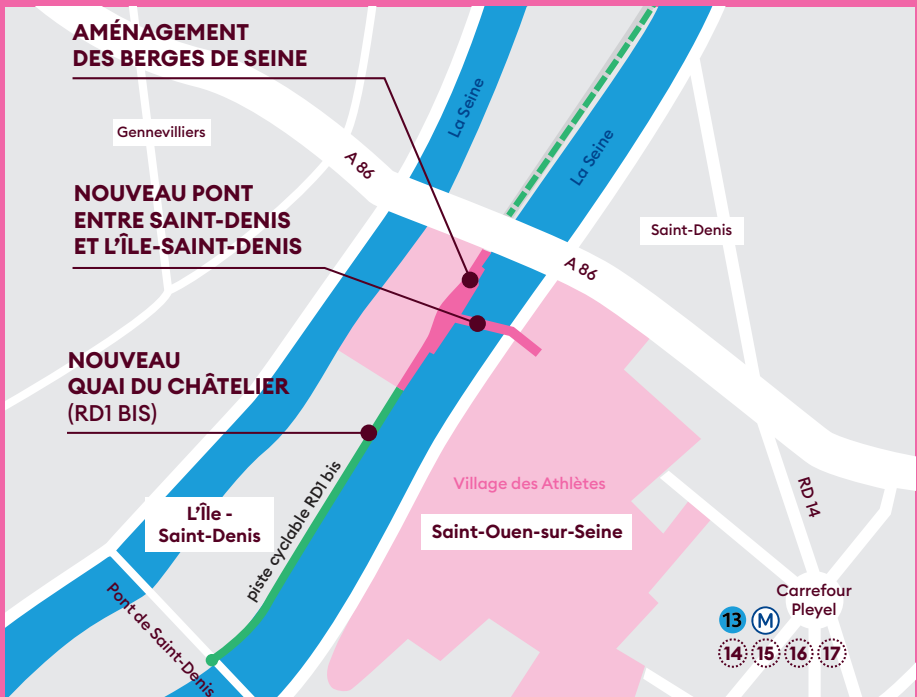 AMÉNAGEMENT
DES BERGES DE SEINE
Gennevilliers
A 86
La Seine
La Seine
NOUVEAU PONT
ENTRE SAINT-DENIS
ET L'ÎLE-SAINT-DENIS
Saint-Denis
A 86
NOUVEAU
QUAI DU CHÂTELIER
(RD1 BIS)
piste cyclable RD1 bis
Village des Athlètes
RD 14
L'Île -
Saint-Denis
Saint-Ouen-sur-Seine
Pont de Saint-Denis
Carrefour
Pleyel
13 M
14 15 16 17